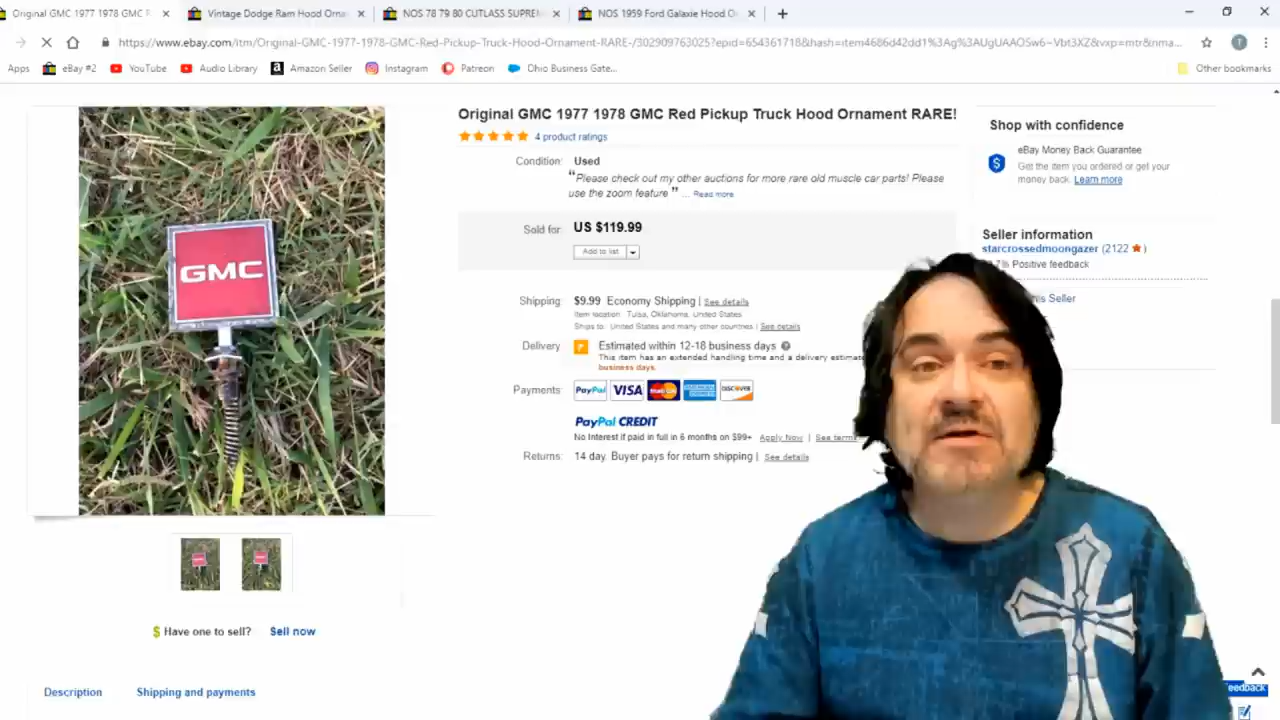 Original GMC 1977 1978 GMC R
Vintage Dodge Ram Hood Orna
NOS 78 79 80 CUTLASS SUPREM
NOS 1959 Ford Galaxie Hood O
Apps
eBay #2
YouTube
Audio Library
Amazon Seller
Instagram
Patreon
Ohio Business Gate...
Other bookmarks
Original GMC 1977 1978 GMC Red Pickup Truck Hood Ornament RARE!
4 product ratings
Condition: Used
"Please check out my other auctions for more rare old muscle car parts! Please
use the zoom feature " ... Read more
Sold for: US $119.99
Add to list
Shipping: $9.99 Economy Shipping | See details
Item location: Tulsa, Oklahoma, United States
Ships to: United States and many other countries | See details
Delivery Estimated within 12-18 business days
This item has an extended handling time and a delivery estimate
business days.
Payments: PayPal VISA MasterCard DISCOVER
PayPal CREDIT
No Interest if paid in full in 6 months on $99+ Apply Now | See terms
Returns: 14 day. Buyer pays for return shipping | See details
Shop with confidence
eBay Money Back Guarantee
Get the item you ordered or get your
money back. Learn more
Seller information
starcrossedmoongazer (2122 )
Positive feedback
Seller
GMC
$ Have one to sell? Sell now
Description
Shipping and payments
Feedback